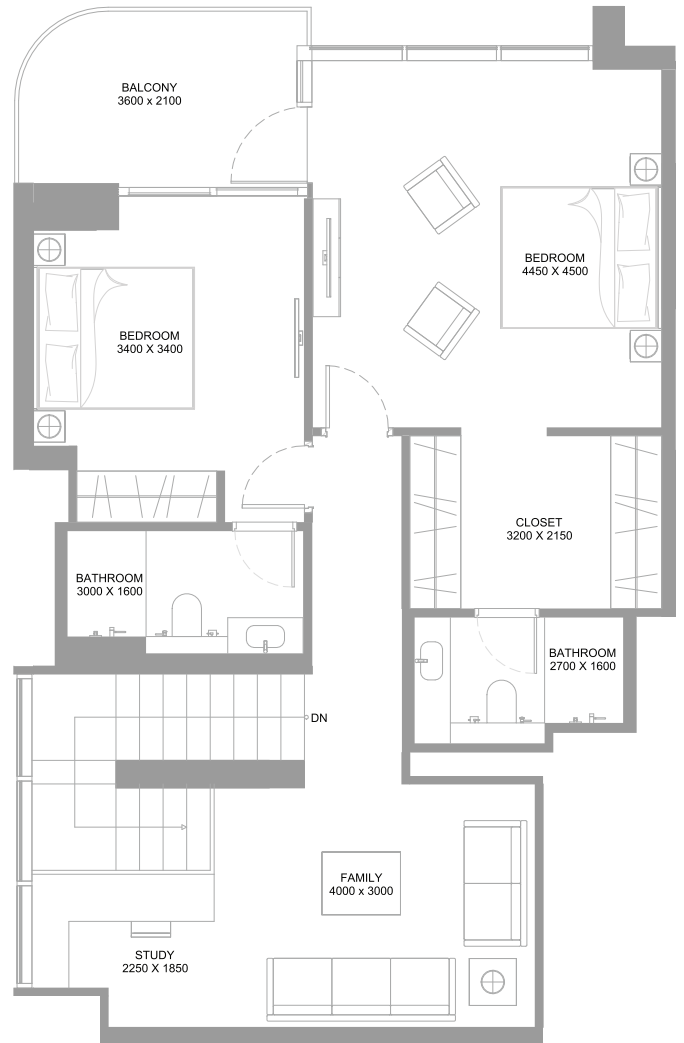 BALCONY
3600 x 2100
BEDROOM
4450 X 4500
BEDROOM
3400 X 3400
CLOSET
3200 X 2150
BATHROOM
3000 X 1600
BATHROOM
2700 X 1600
DN
FAMILY
4000 x 3000
STUDY
2250 X 1850